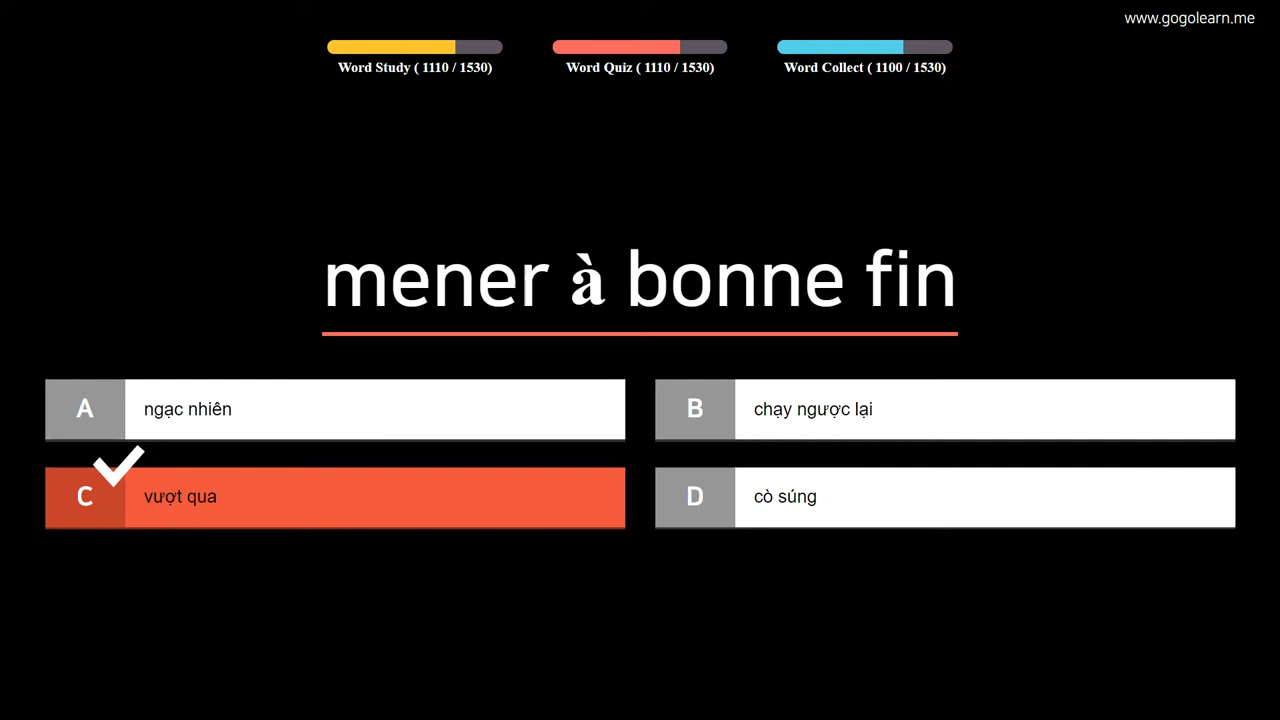 www.gogolearn.me
Word Study ( 1110 / 1530) Word Quiz ( 1110 / 1530) Word Collect ( 1100 / 1530)
mener à bonne fin
A ngạc nhiên
B chạy ngược lại
C vượt qua
D cò súng